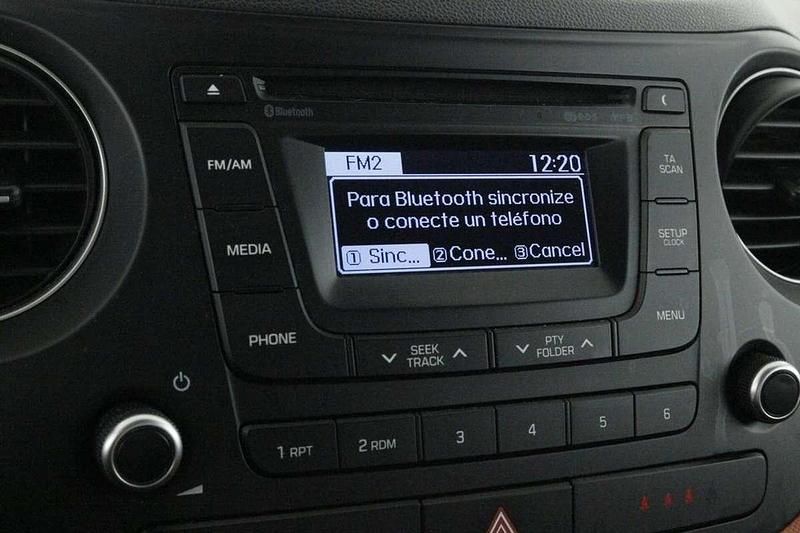 Bluetooth
RDS
FM/AM
FM2
12:20
TA
SCAN
Para Bluetooth sincronize
o conecte un teléfono
1 Sinc...
2 Cone...
3 Cancel
MEDIA
SETUP
CLOCK
PHONE
SEEK
TRACK
PTY
FOLDER
MENU
1 RPT
2 RDM
3
4
5
6